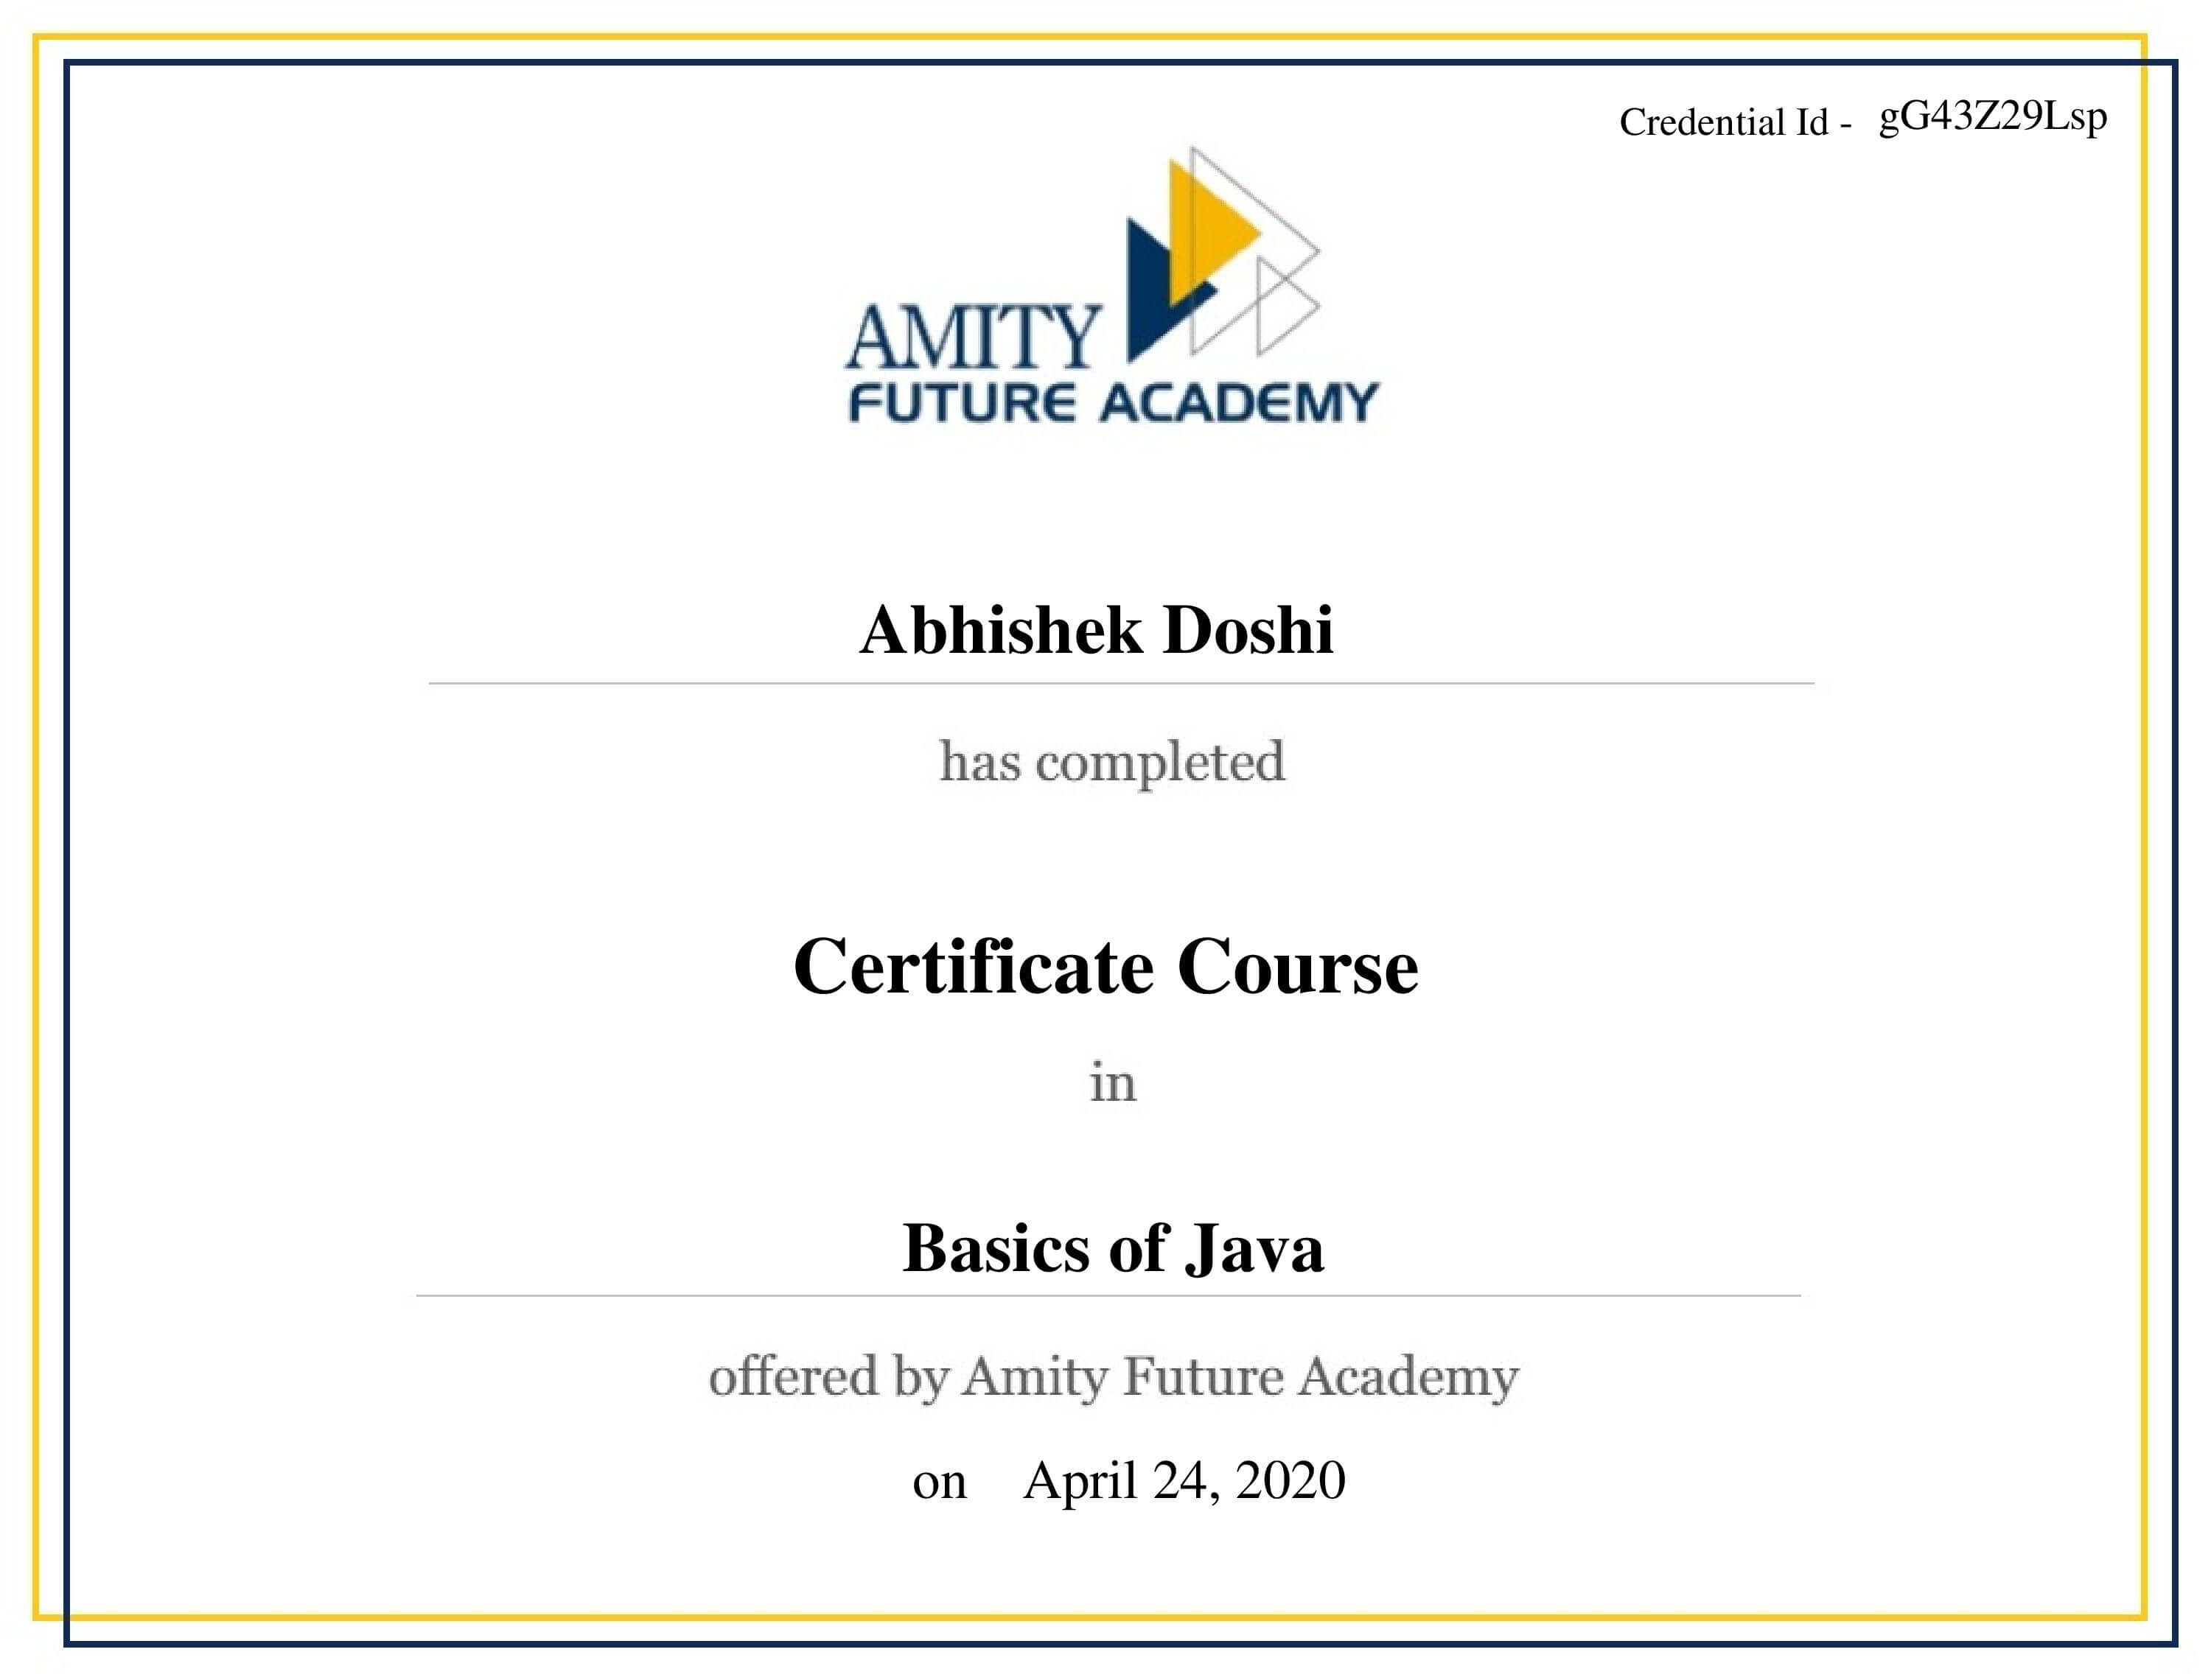 Credential Id - gG43Z29Lsp
AMITY
FUTURE ACADEMY
Abhishek Doshi
has completed
Certificate Course
in
Basics of Java
offered by Amity Future Academy
on April 24, 2020